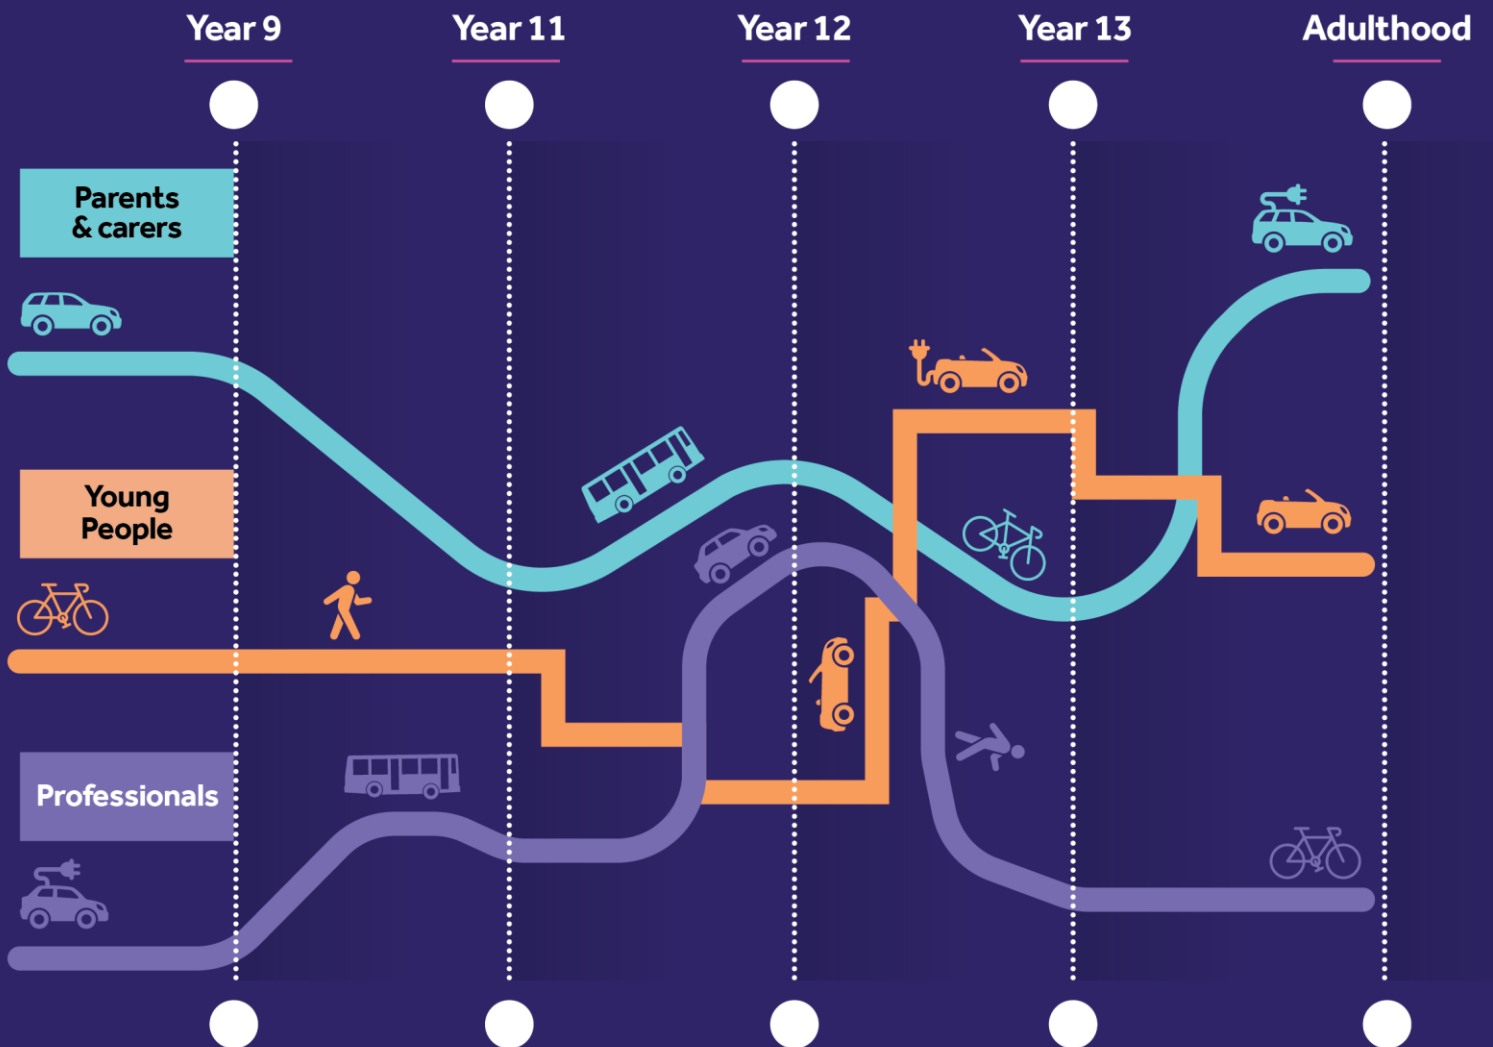 Year 9
Year 11
Year 12
Year 13
Adulthood
Parents
& carers
Young
People
Professionals